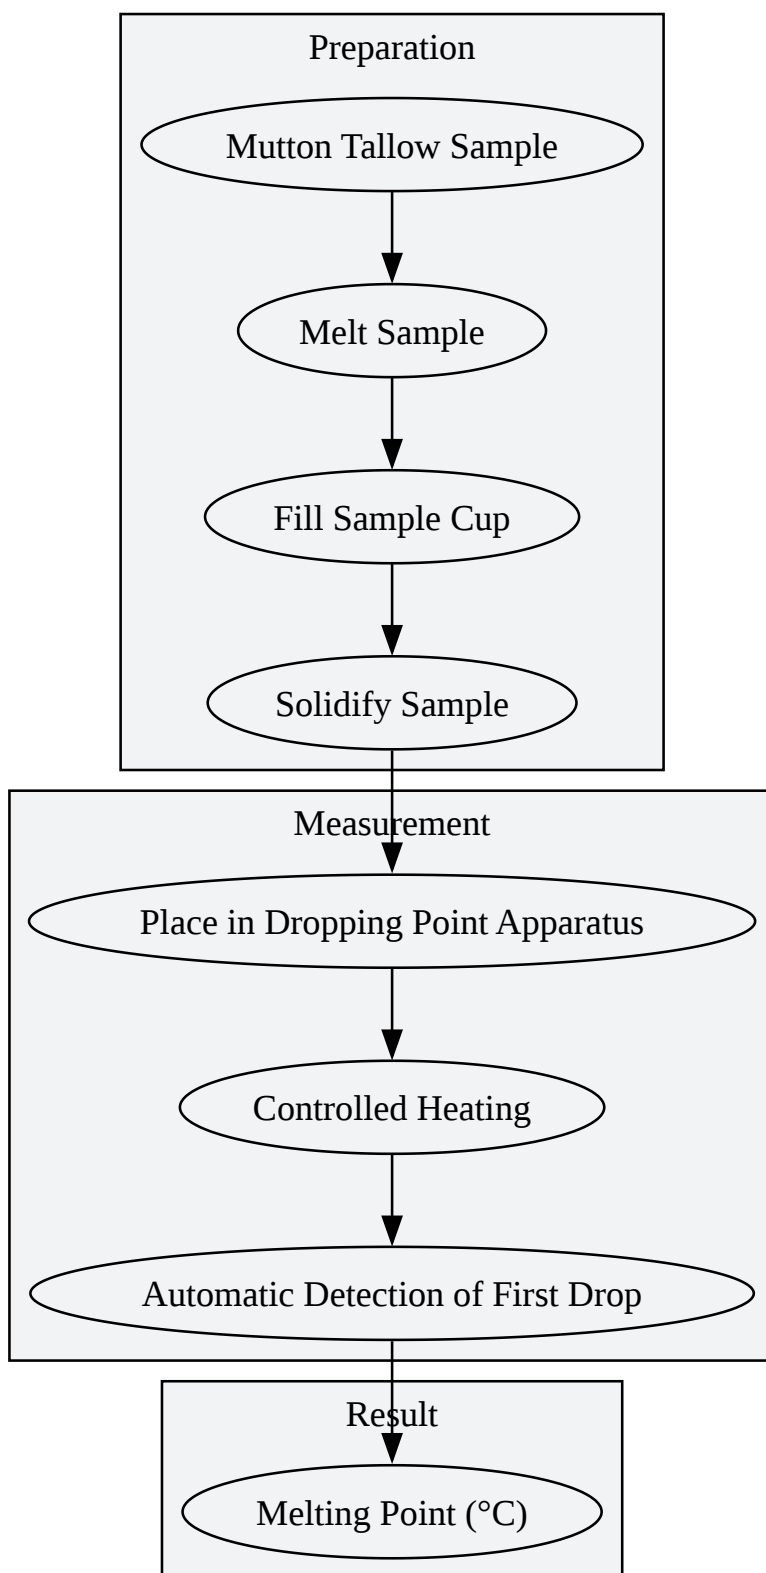 Preparation
Mutton Tallow Sample
Melt Sample
Fill Sample Cup
Solidify Sample
Measurement
Place in Dropping Point Apparatus
Controlled Heating
Automatic Detection of First Drop
Result
Melting Point (°C)